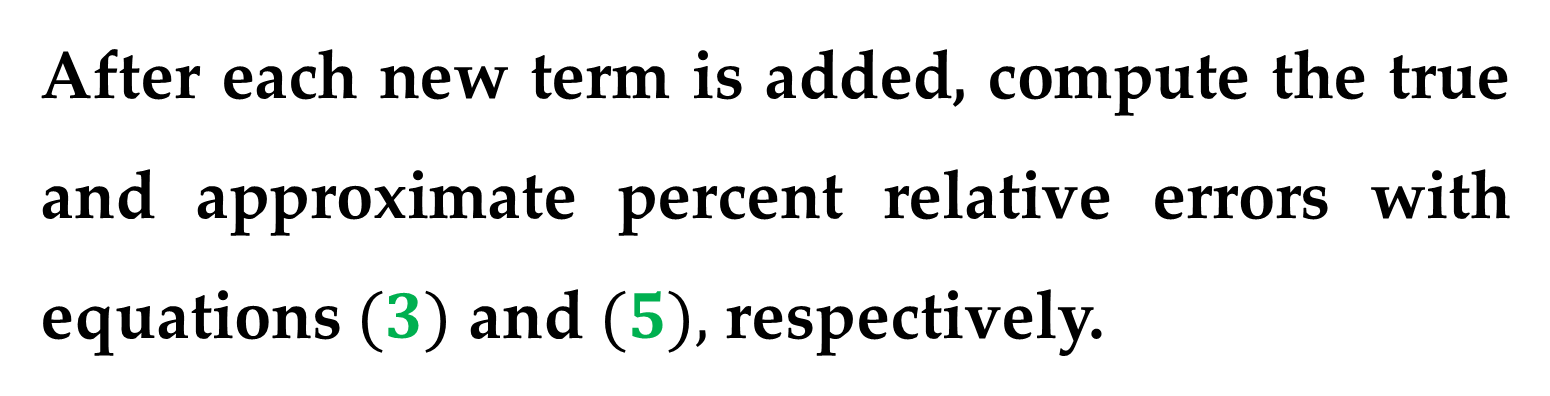 After each new term is added, compute the true
and approximate percent relative errors with
equations (3) and (5), respectively.